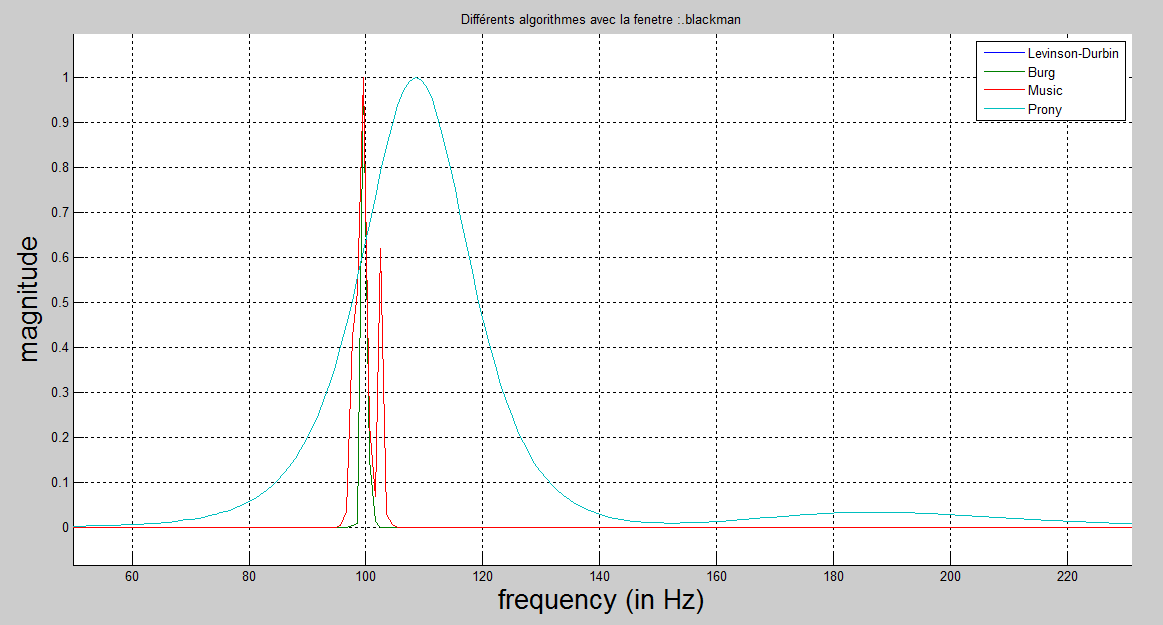 Différents algorithmes avec la fenetre :.blackman
Levinson-Durbin
Burg
Music
Prony
magnitude
1
0.9
0.8
0.7
0.6
0.5
0.4
0.3
0.2
0.1
0
60 80 100 120 140 160 180 200 220
frequency (in Hz)